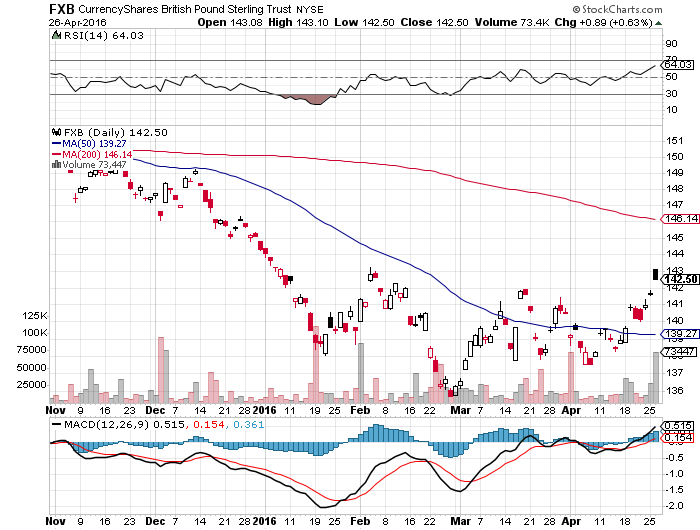 FXB CurrencyShares British Pound Sterling Trust NYSE © StockCharts.com
26-Apr-2016 Open 143.08 High 143.10 Low 142.50 Close 142.50 Volume 73.4K Chg +0.89 (+0.63%)
RSI(14) 64.03
90
70
64.03
50
30
10
FXB (Daily) 142.50
MA(50) 139.27
MA(200) 146.14
Volume 73,447
151
150
149
148
147
146.14
145
144
143
142.50
142
141
140
139.27
139
138
73447
137
136
125K
100K
75000
50000
25000
Nov 9 16 23 Dec 7 14 21 28 2016 11 19 25 Feb 8 16 22 Mar 7 14 21 28 Apr 11 18 25
MACD(12,26,9) 0.515, 0.154, 0.361
0.515
0.154
-0.5
-1.0
-1.5
-2.0
Nov 9 16 23 Dec 7 14 21 28 2016 11 19 25 Feb 8 16 22 Mar 7 14 21 28 Apr 11 18 25